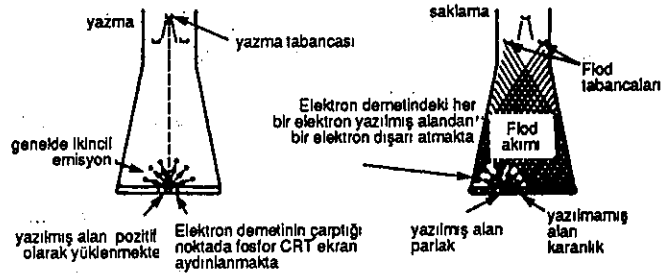 yazma
yazma tabancası
genelde ikincil
emisyon
yazılmış alan pozitif
olarak yüklenmekte
Elektron demetinin çarptığı
noktada fosfor CRT ekran
aydınlanmakta
saklama
Flod
tabancaları
Elektron demetindeki her
bir elektron yazılmış alandan
bir elektron dışarı atmakta
Flod
akımı
yazılmış alan
parlak
yazılmamış
alan
karanlık